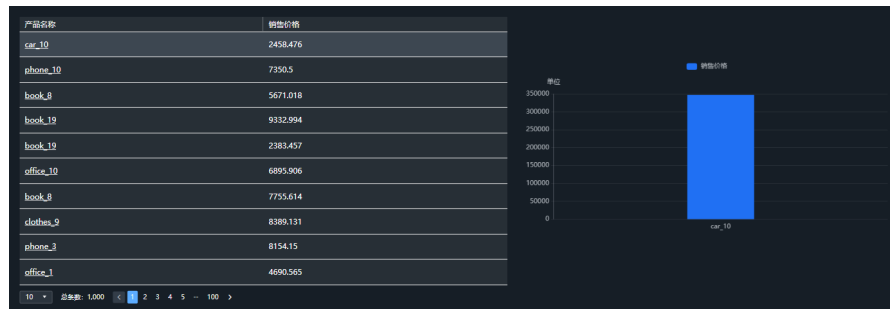 产品名称 销售价格
car_10 2458.476
phone_10 7350.5
book_8 5671.018
book_19 9332.994
book_19 2383.457
office_10 6895.906
book_8 7755.614
clothes_9 8389.131
phone_3 8154.15
office_1 4690.565
10 总条数: 1,000 < 1 2 3 4 5 ··· 100 >
销售价格
单位
350000
300000
250000
200000
150000
100000
50000
0
car_10